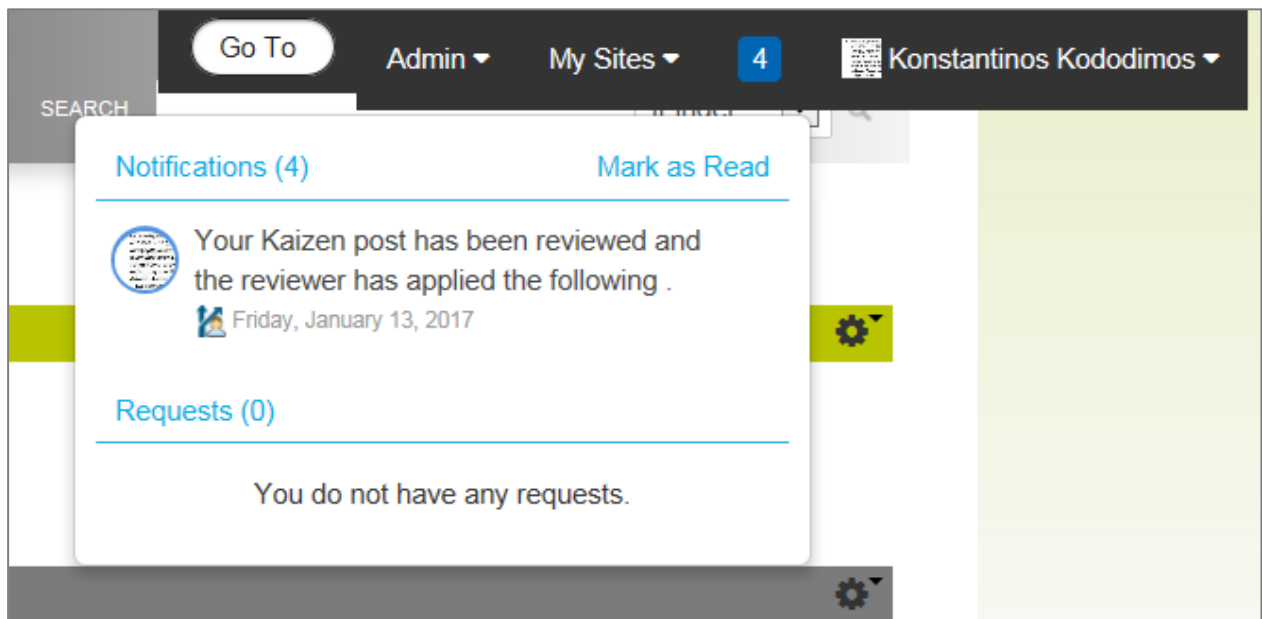 Go To
Admin
My Sites
4
Konstantinos Kododimos
SEARCH
Notifications (4)
Mark as Read
Your Kaizen post has been reviewed and
the reviewer has applied the following .
Friday, January 13, 2017
Requests (0)
You do not have any requests.